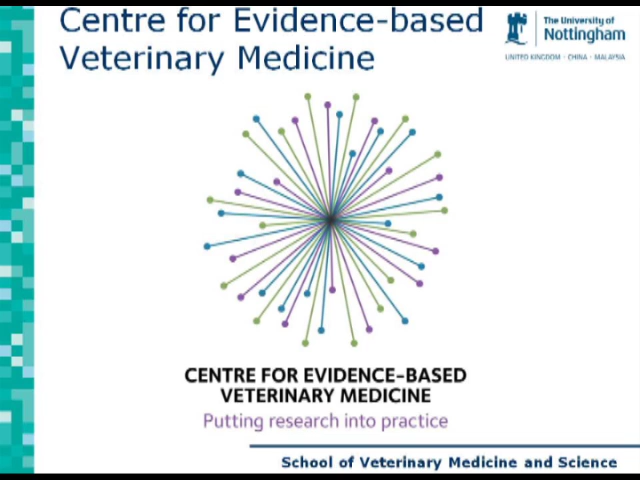 Centre for Evidence-based
Veterinary Medicine
The University of
Nottingham
UNITED KINGDOM · CHINA · MALAYSIA
CENTRE FOR EVIDENCE-BASED
VETERINARY MEDICINE
Putting research into practice
School of Veterinary Medicine and Science